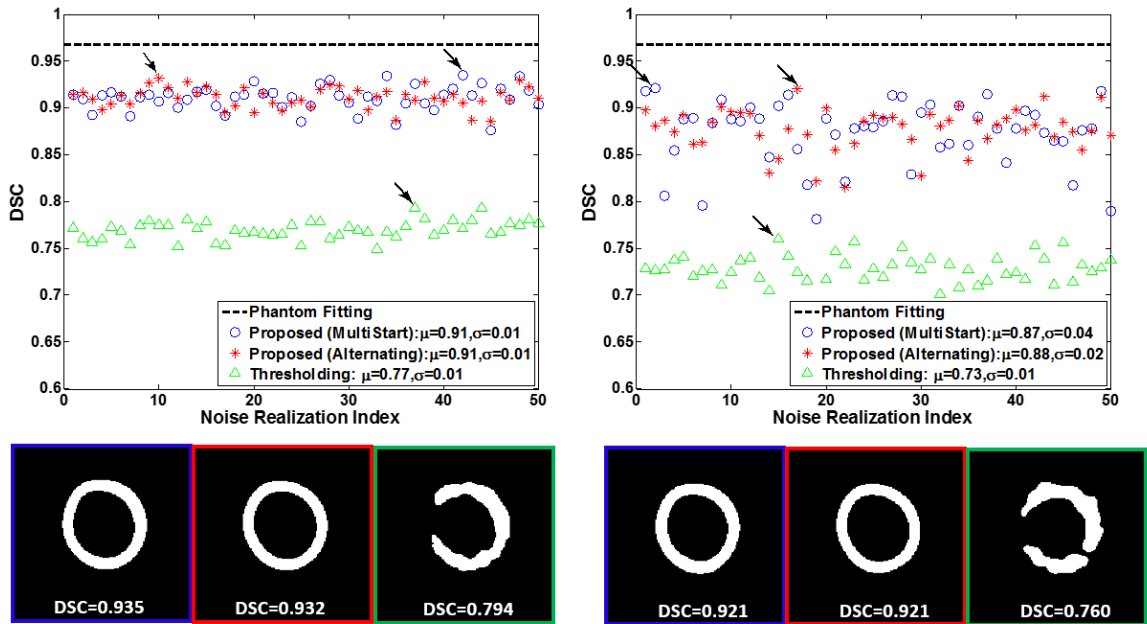 1
0.95
0.9
0.85
0.8
0.75
0.7
0.65
0.6
DSC
0 10 20 30 40 50
Noise Realization Index
Phantom Fitting
Proposed (MultiStart):μ=0.91,σ=0.01
Proposed (Alternating):μ=0.91,σ=0.01
Thresholding: μ=0.77,σ=0.01
1
0.95
0.9
0.85
0.8
0.75
0.7
0.65
0.6
DSC
0 10 20 30 40 50
Noise Realization Index
Phantom Fitting
Proposed (MultiStart):μ=0.87,σ=0.04
Proposed (Alternating):μ=0.88,σ=0.02
Thresholding: μ=0.73,σ=0.01
DSC=0.935
DSC=0.932
DSC=0.794
DSC=0.921
DSC=0.921
DSC=0.760